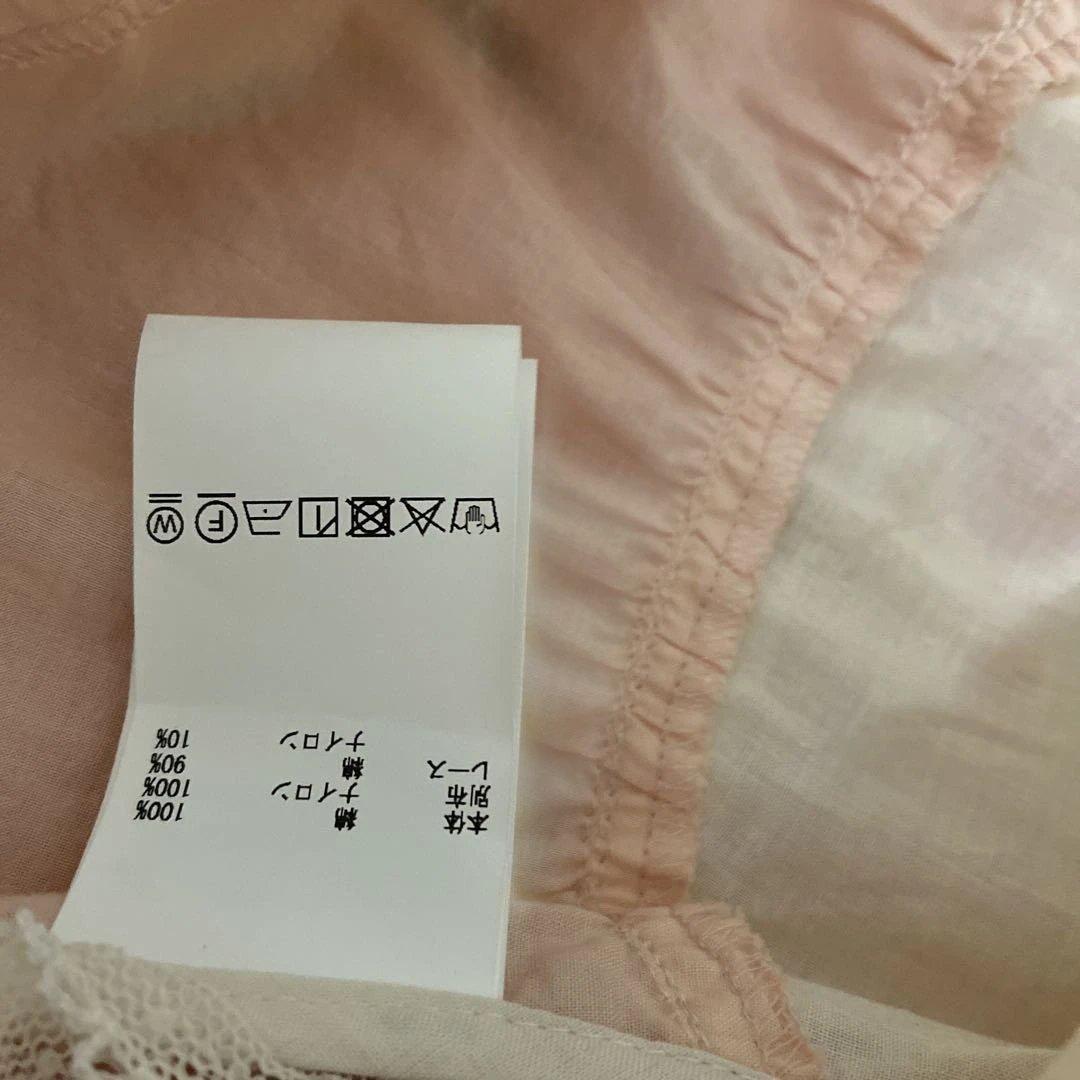 本体 綿 100%
別布 ナイロン 100%
レース 綿 90%
ナイロン 10%
F W